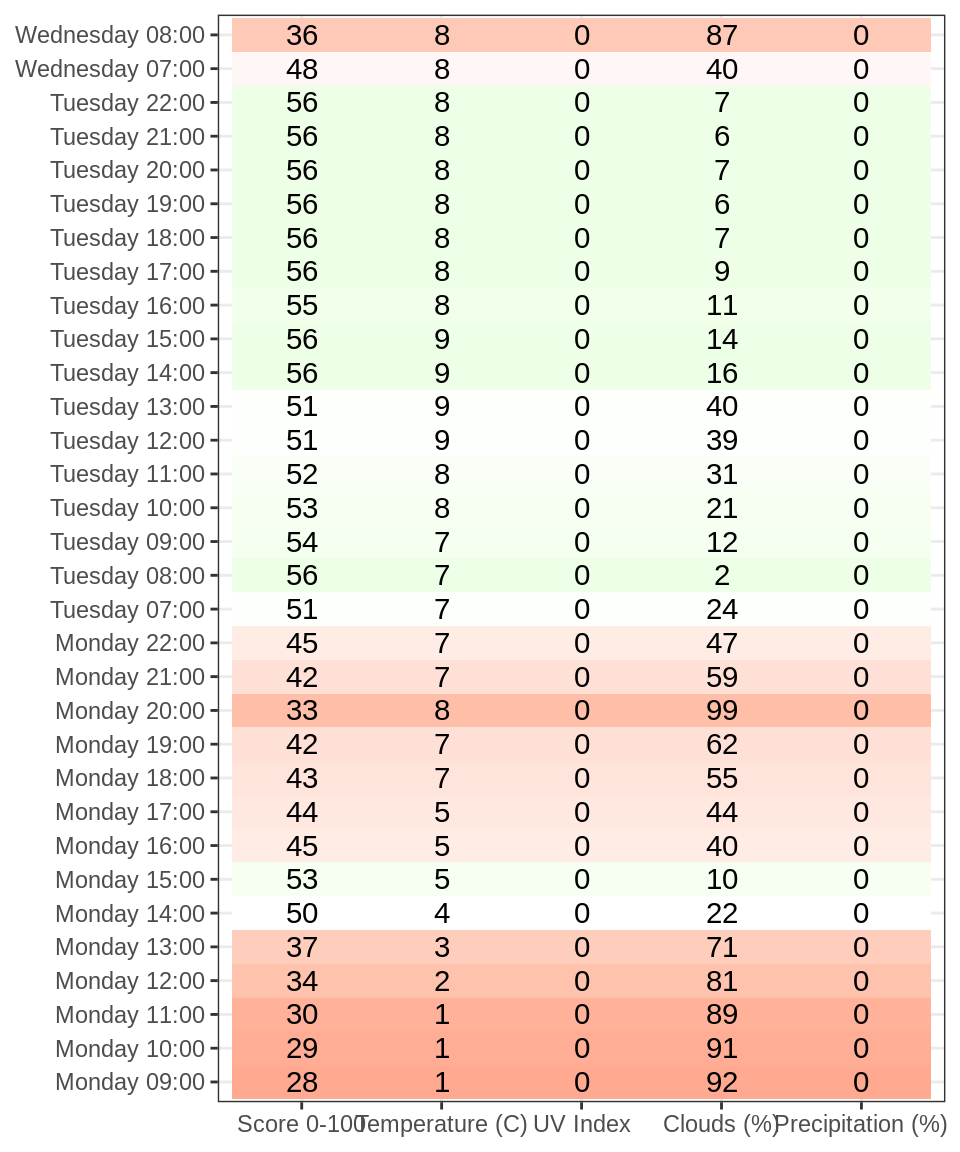 Wednesday 08:00 36 8 0 87 0
Wednesday 07:00 48 8 0 40 0
Tuesday 22:00 56 8 0 7 0
Tuesday 21:00 56 8 0 6 0
Tuesday 20:00 56 8 0 7 0
Tuesday 19:00 56 8 0 6 0
Tuesday 18:00 56 8 0 7 0
Tuesday 17:00 56 8 0 9 0
Tuesday 16:00 55 8 0 11 0
Tuesday 15:00 56 9 0 14 0
Tuesday 14:00 56 9 0 16 0
Tuesday 13:00 51 9 0 40 0
Tuesday 12:00 51 9 0 39 0
Tuesday 11:00 52 8 0 31 0
Tuesday 10:00 53 8 0 21 0
Tuesday 09:00 54 7 0 12 0
Tuesday 08:00 56 7 0 2 0
Tuesday 07:00 51 7 0 24 0
Monday 22:00 45 7 0 47 0
Monday 21:00 42 7 0 59 0
Monday 20:00 33 8 0 99 0
Monday 19:00 42 7 0 62 0
Monday 18:00 43 7 0 55 0
Monday 17:00 44 5 0 44 0
Monday 16:00 45 5 0 40 0
Monday 15:00 53 5 0 10 0
Monday 14:00 50 4 0 22 0
Monday 13:00 37 3 0 71 0
Monday 12:00 34 2 0 81 0
Monday 11:00 30 1 0 89 0
Monday 10:00 29 1 0 91 0
Monday 09:00 28 1 0 92 0
Score 0-100 Temperature (C) UV Index Clouds (%) Precipitation (%)